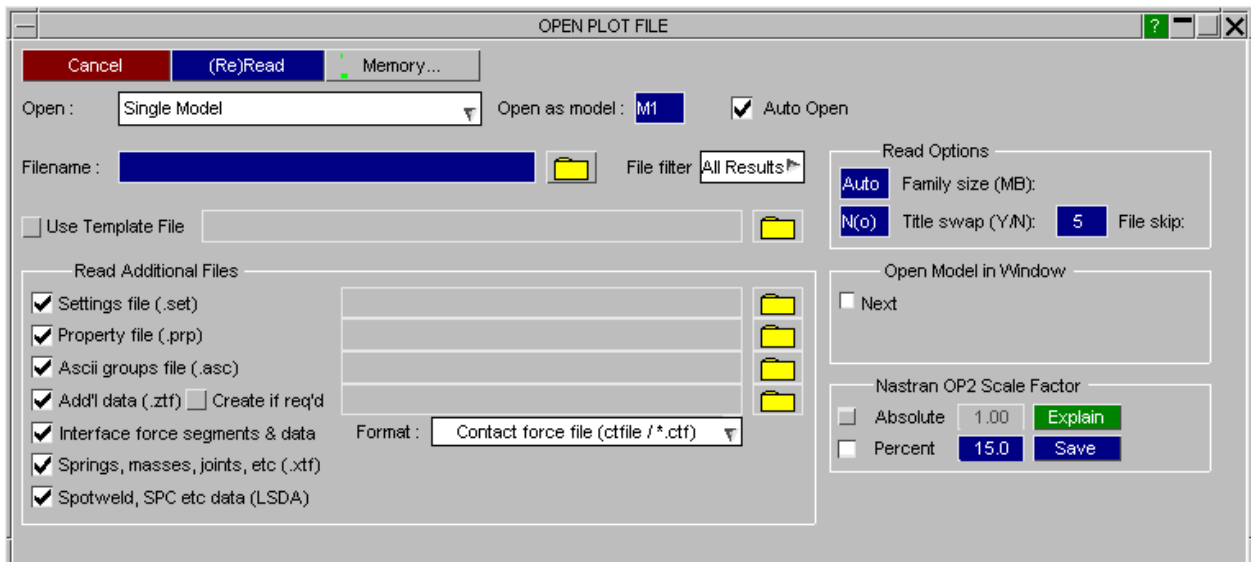 OPEN PLOT FILE
?
Cancel (Re)Read Memory...
Open : Single Model Open as model : M1 Auto Open
Filename : File filter All Results
Use Template File
Read Options
Auto Family size (MB):
N(o) Title swap (Y/N): 5 File skip:
Read Additional Files
Settings file (.set)
Property file (.prp)
Ascii groups file (.asc)
Add'l data (.ztf) Create if req'd
Interface force segments & data Format : Contact force file (ctfile / *.ctf)
Springs, masses, joints, etc (.xtf)
Spotweld, SPC etc data (LSDA)
Open Model in Window
Next
Nastran OP2 Scale Factor
Absolute 1.00 Explain
Percent 15.0 Save